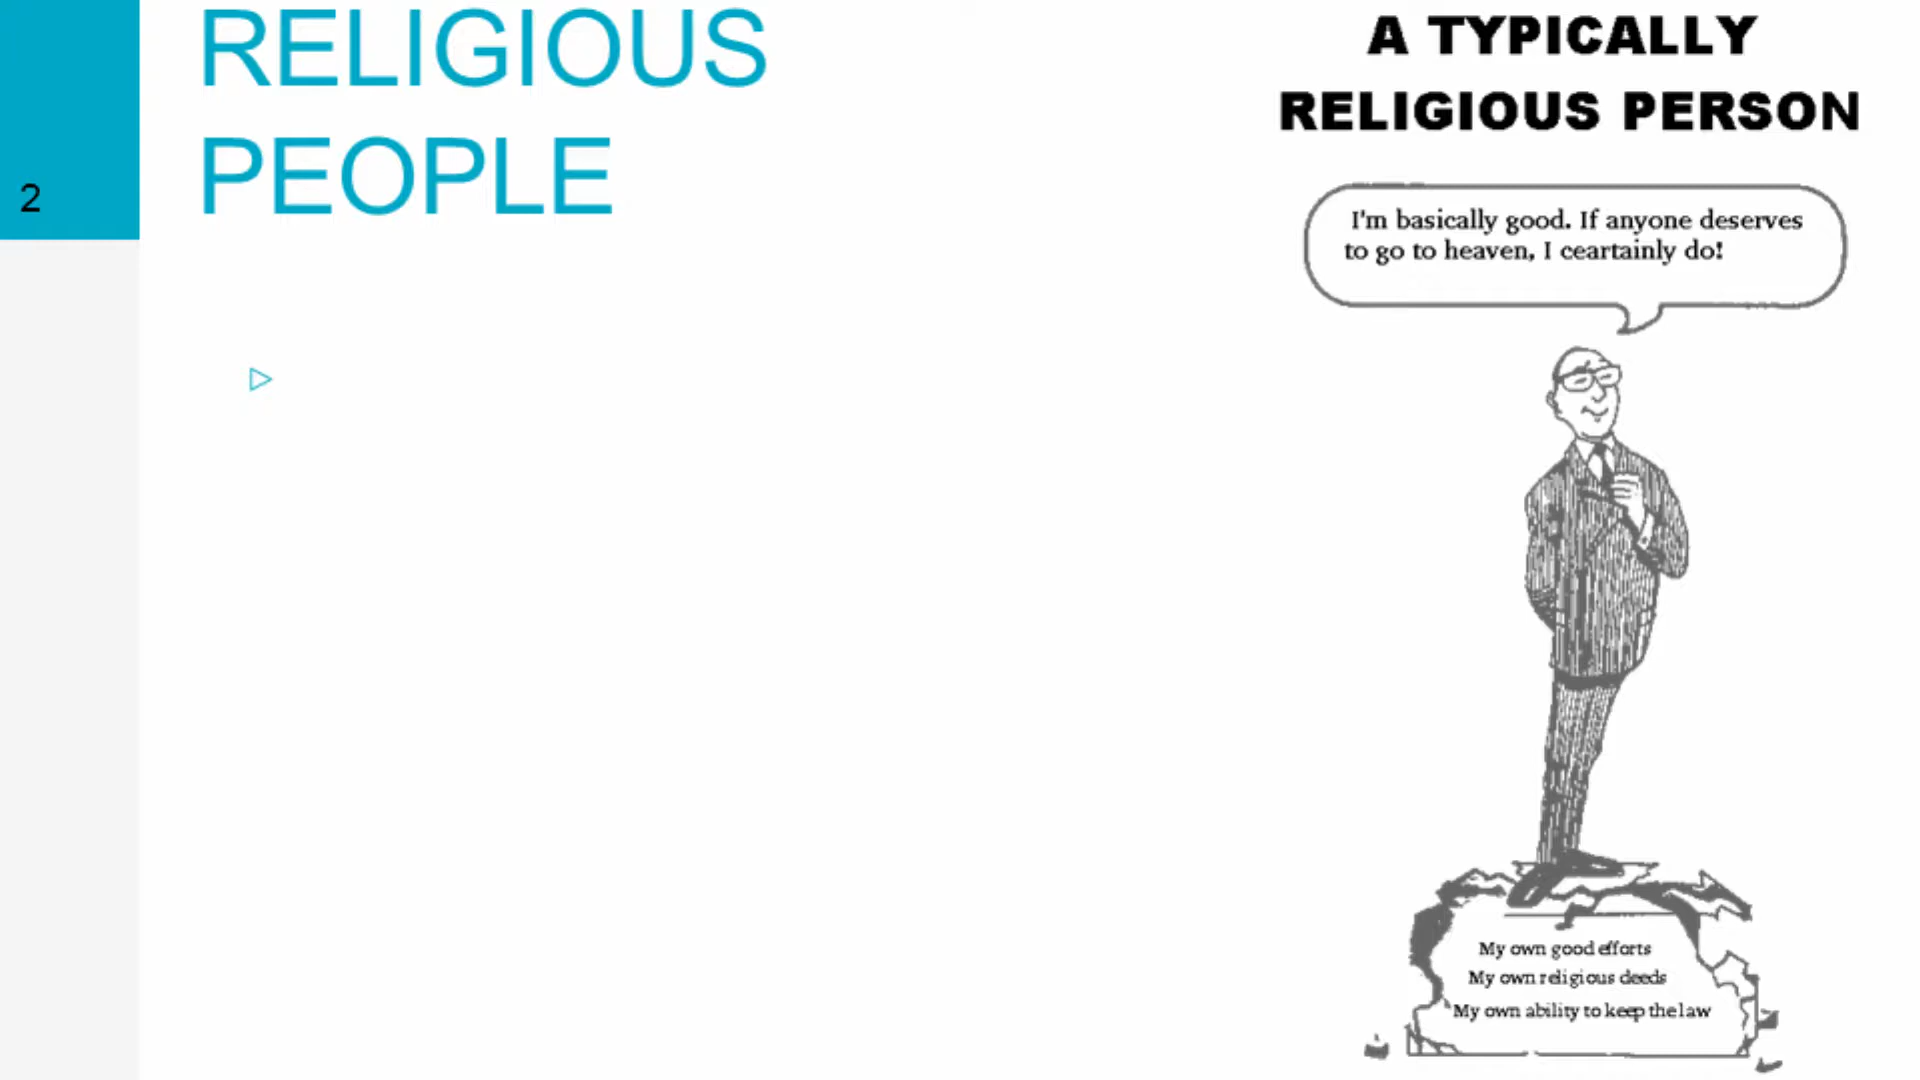 2
RELIGIOUS
PEOPLE
A TYPICALLY
RELIGIOUS PERSON
I'm basically good. If anyone deserves
to go to heaven, I ceartainly do!
My own good efforts
My own religious deeds
My own ability to keep the law